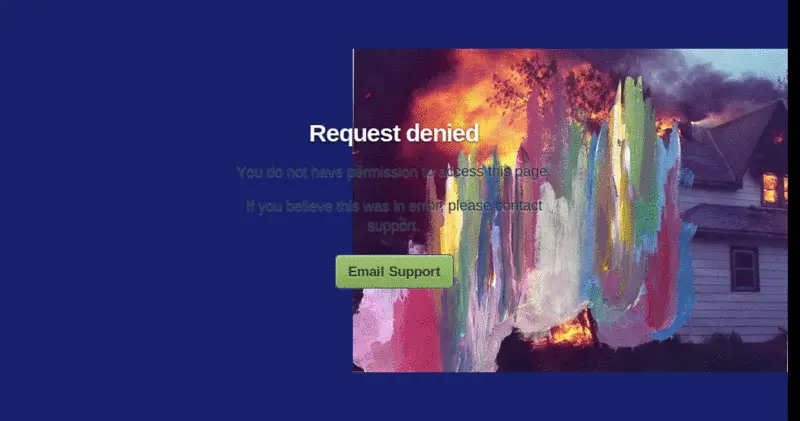 Request denied
You do not have permission to access this page.
If you believe this was in error, please contact
support.
Email Support